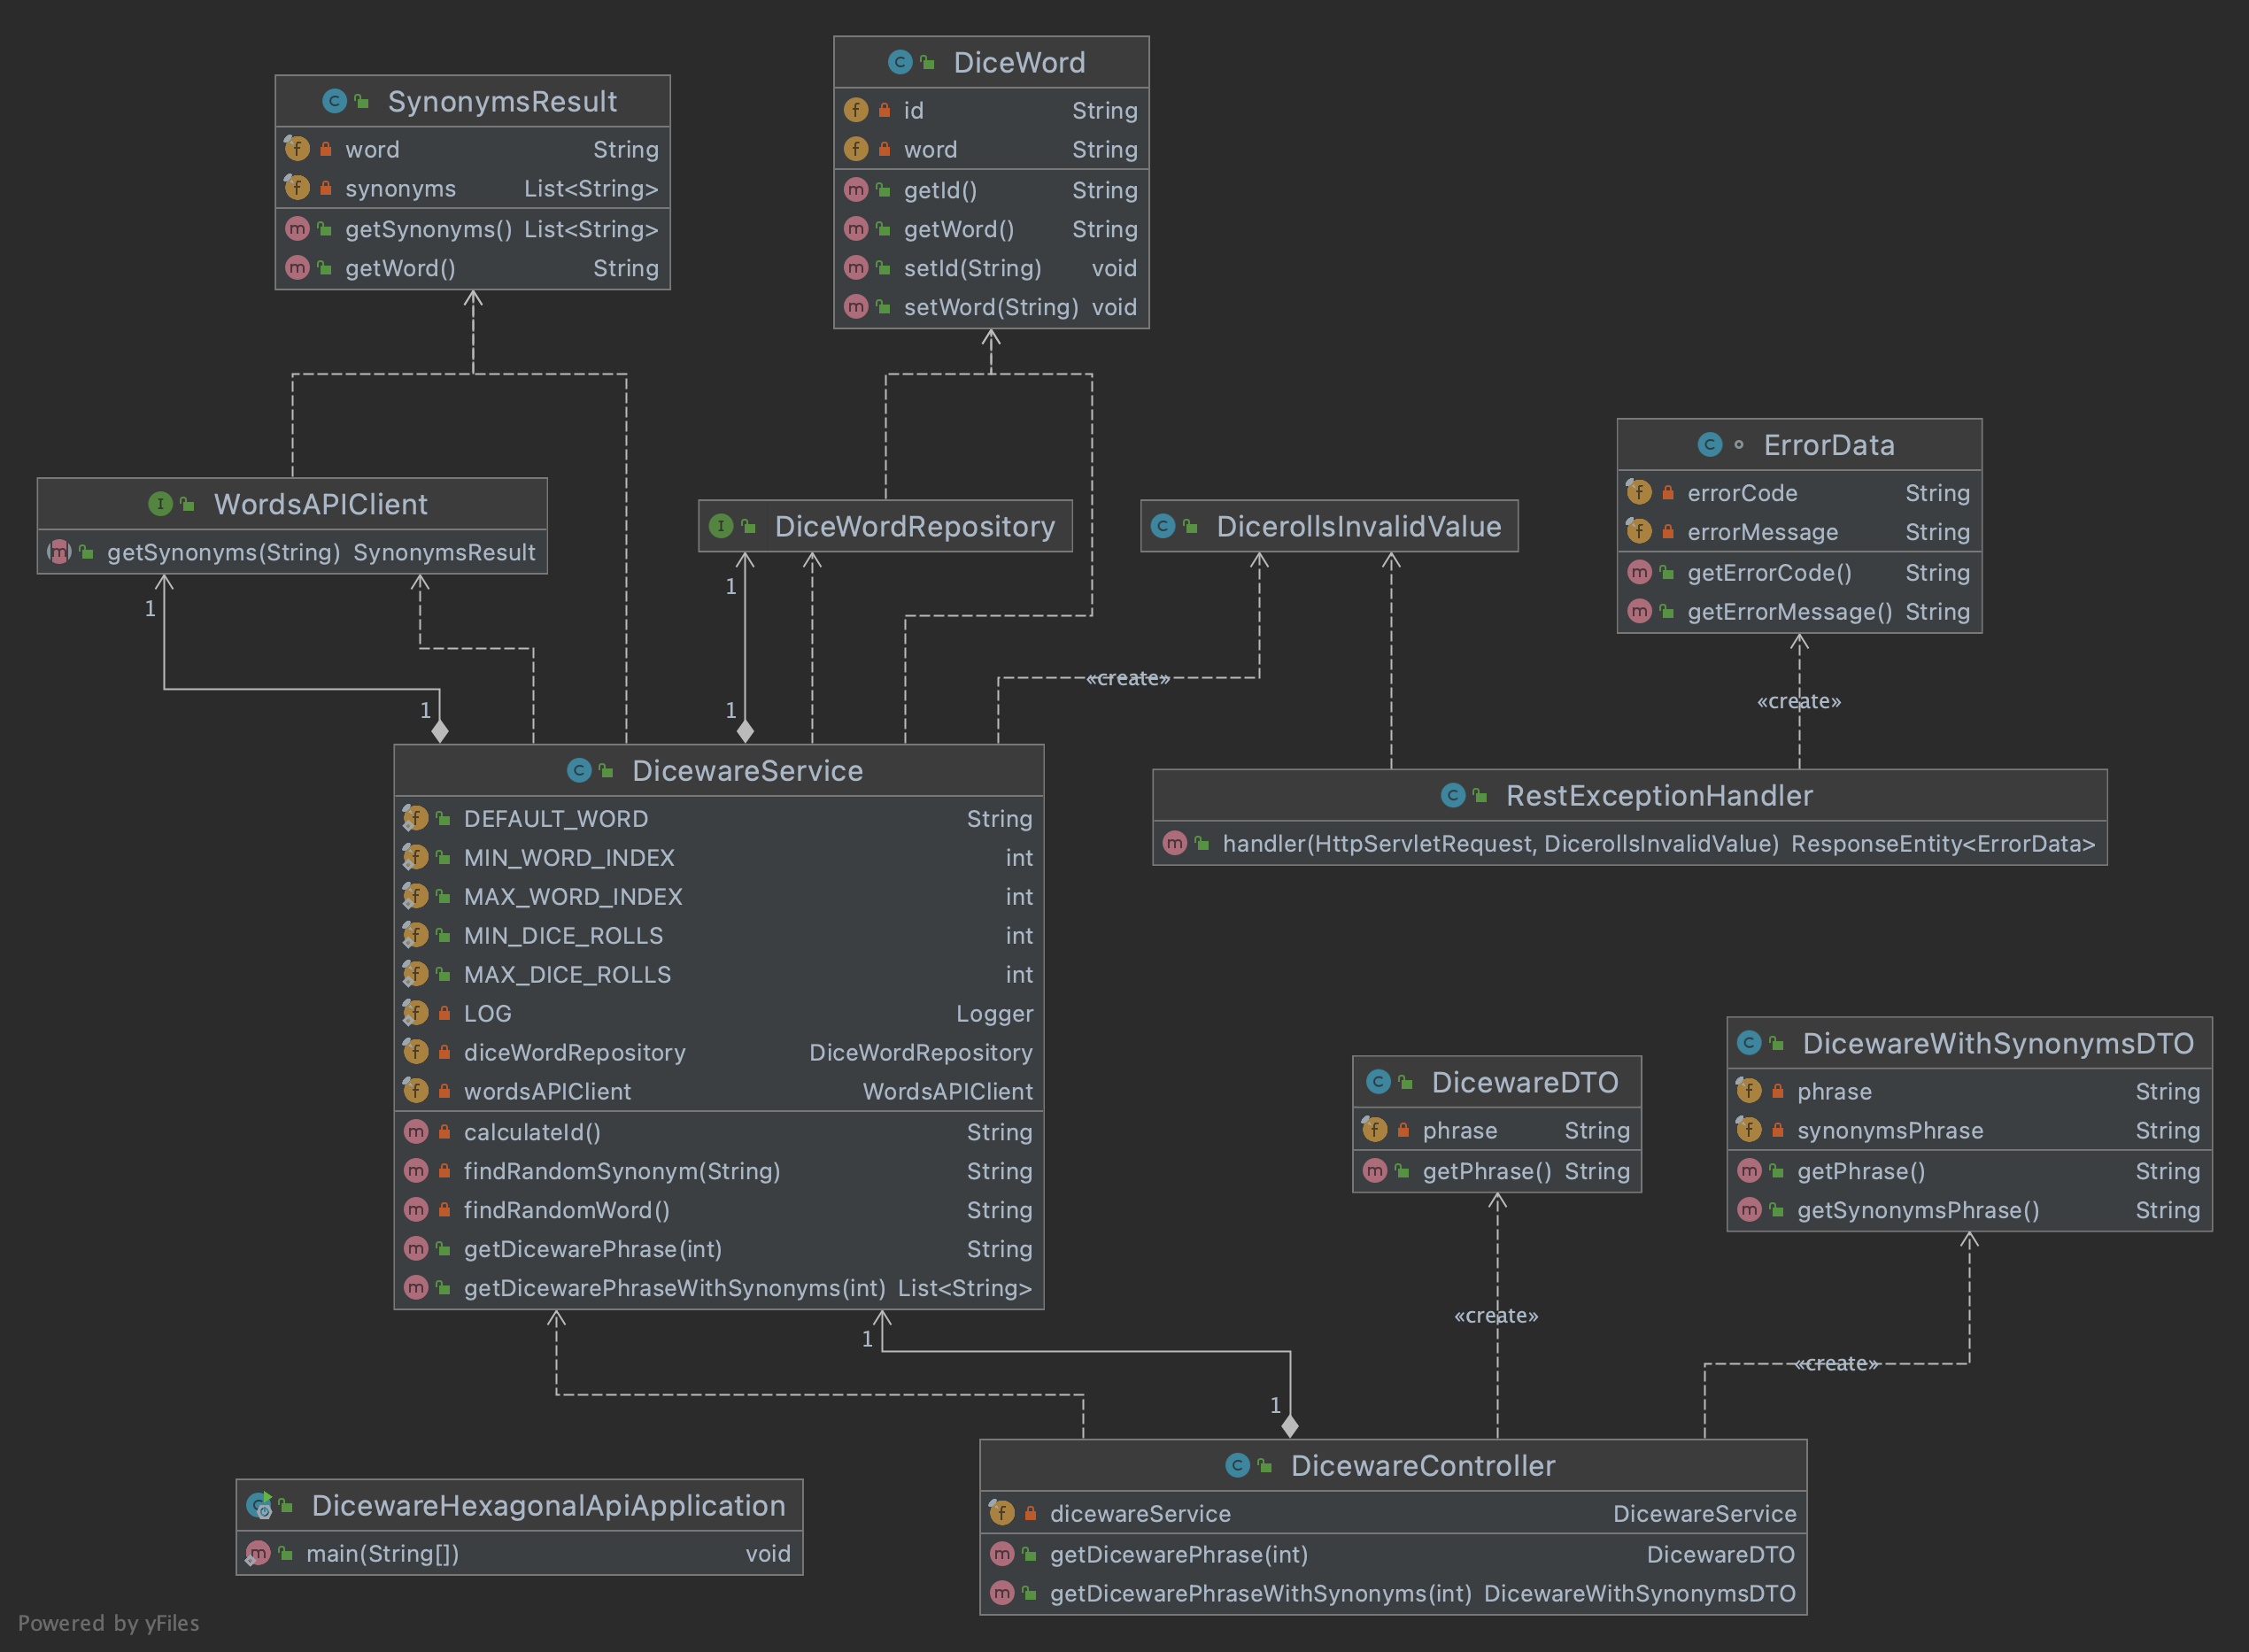 SynonymsResult
word String
synonyms List<String>
getSynonyms() List<String>
getWord() String
DiceWord
id String
word String
getId() String
getWord() String
setId(String) void
setWord(String) void
WordsAPIClient
getSynonyms(String) SynonymsResult
DiceWordRepository
DicerollsInvalidValue
ErrorData
errorCode String
errorMessage String
getErrorCode() String
getErrorMessage() String
1
1
1
1
«create»
«create»
DicewareService
DEFAULT_WORD String
MIN_WORD_INDEX int
MAX_WORD_INDEX int
MIN_DICE_ROLLS int
MAX_DICE_ROLLS int
LOG Logger
diceWordRepository DiceWordRepository
wordsAPIClient WordsAPIClient
calculateId() String
findRandomSynonym(String) String
findRandomWord() String
getDicewarePhrase(int) String
getDicewarePhraseWithSynonyms(int) List<String>
RestExceptionHandler
handler(HttpServletRequest, DicerollsInvalidValue) ResponseEntity<ErrorData>
DicewareDTO
phrase String
getPhrase() String
DicewareWithSynonymsDTO
phrase String
synonymsPhrase String
getPhrase() String
getSynonymsPhrase() String
1
1
«create»
«create»
DicewareHexagonalApiApplication
main(String[]) void
DicewareController
dicewareService DicewareService
getDicewarePhrase(int) DicewareDTO
getDicewarePhraseWithSynonyms(int) DicewareWithSynonymsDTO
Powered by yFiles